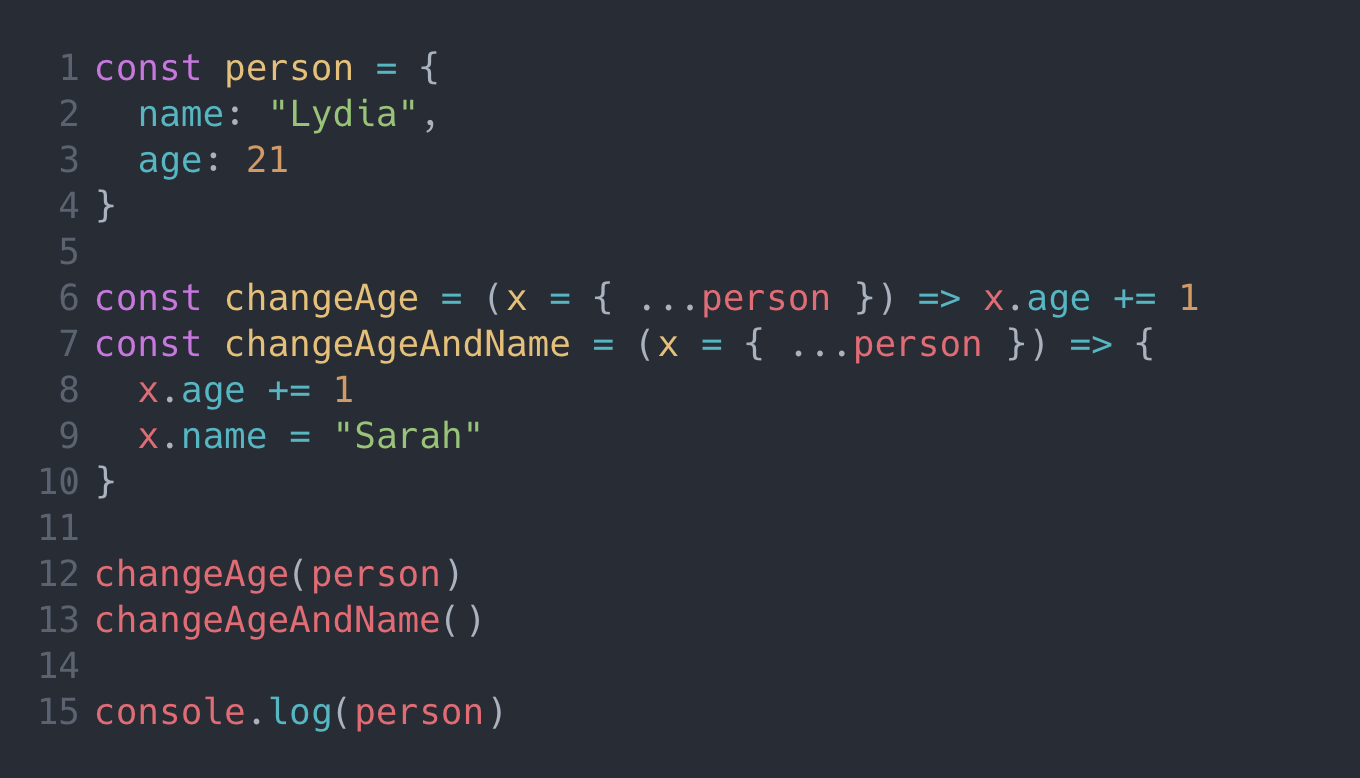 1 const person = {
2   name: "Lydia",
3   age: 21
4 }
5
6 const changeAge = (x = { ...person }) => x.age += 1
7 const changeAgeAndName = (x = { ...person }) => {
8   x.age += 1
9   x.name = "Sarah"
10 }
11
12 changeAge(person)
13 changeAgeAndName()
14
15 console.log(person)